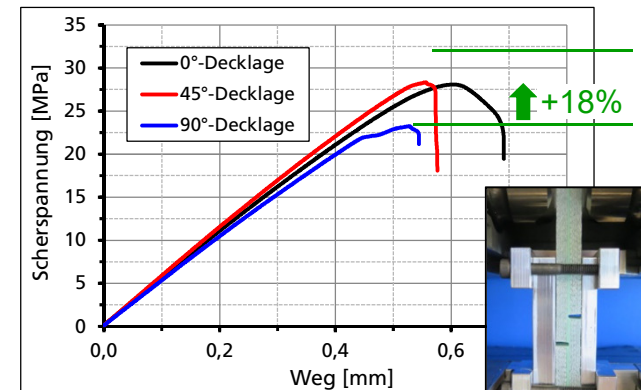 35
30
25
20
15
10
5
0
Scherspannung [MPa]
0°-Decklage
45°-Decklage
90°-Decklage
+18%
0,0
0,2
0,4
0,6
Weg [mm]